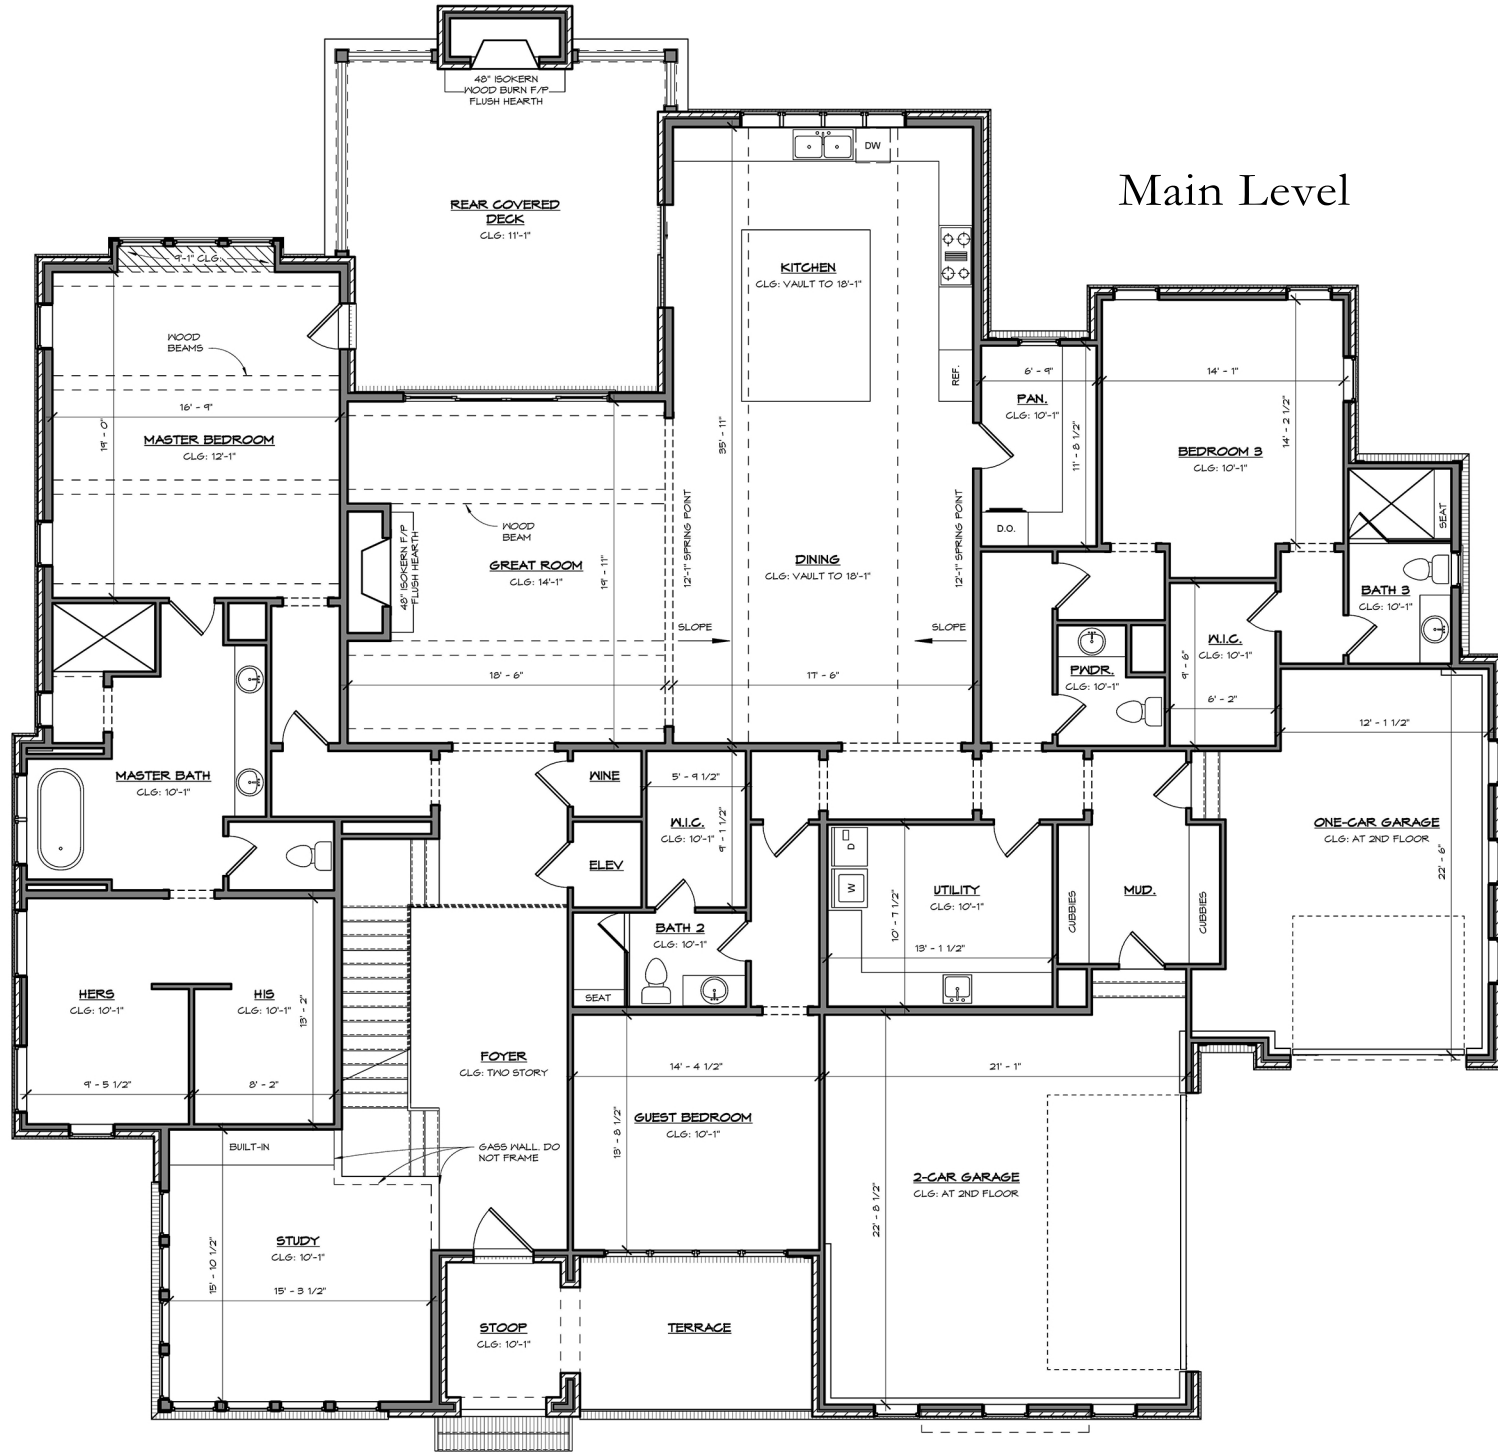 48" ISOKERN
WOOD BURN F/P
FLUSH HEARTH
Main Level
DW
REAR COVERED
DECK
CLG: 11'-1"
9'-1" CLG.
KITCHEN
CLG: VAULT TO 18'-1"
WOOD
BEAMS
REF.
6' - 9"
14' - 1"
PAN.
CLG: 10'-1"
16' - 9"
19' - 0"
MASTER BEDROOM
CLG: 12'-1"
35' - 11"
11' - 8 1/2"
14' - 2 1/2"
BEDROOM 3
CLG: 10'-1"
SEAT
WOOD
BEAM
D.O.
12'-1" SPRING POINT
12'-1" SPRING POINT
GREAT ROOM
CLG: 14'-1"
19' - 11"
48" ISOKERN F/P
FLUSH HEARTH
DINING
CLG: VAULT TO 18'-1"
BATH 3
CLG: 10'-1"
SLOPE
SLOPE
W.I.C.
CLG: 10'-1"
9' - 6"
PWDR.
CLG: 10'-1"
18' - 6"
17' - 6"
6' - 2"
12' - 1 1/2"
MASTER BATH
CLG: 10'-1"
WINE
5' - 9 1/2"
W.I.C.
CLG: 10'-1"
9' - 1 1/2"
ONE-CAR GARAGE
CLG: AT 2ND FLOOR
22' - 6"
ELEV
D
W
UTILITY
CLG: 10'-1"
MUD.
CUBBIES
CUBBIES
10' - 7 1/2"
13' - 1 1/2"
BATH 2
CLG: 10'-1"
SEAT
HERS
CLG: 10'-1"
HIS
CLG: 10'-1"
13' - 2"
9' - 5 1/2"
8' - 2"
FOYER
CLG: TWO STORY
14' - 4 1/2"
21' - 1"
GUEST BEDROOM
CLG: 10'-1"
13' - 8 1/2"
BUILT-IN
GASS WALL. DO
NOT FRAME
2-CAR GARAGE
CLG: AT 2ND FLOOR
22' - 8 1/2"
STUDY
CLG: 10'-1"
15' - 10 1/2"
15' - 3 1/2"
STOOP
CLG: 10'-1"
TERRACE